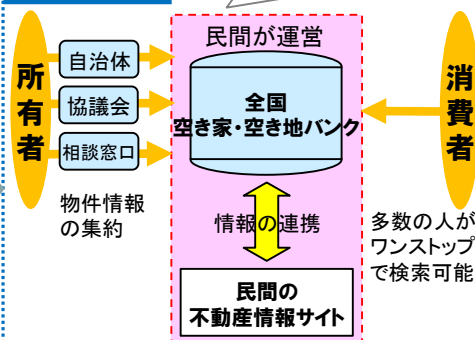 民間が運営
所有者
自治体
協議会
相談窓口
物件情報
の集約
全国
空き家・空き地バンク
情報の連携
民間の
不動産情報サイト
消費者
多数の人が
ワンストップ
で検索可能